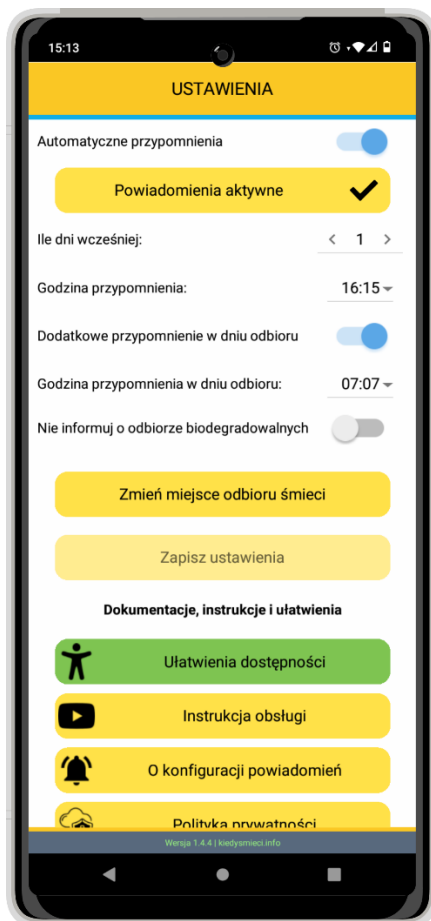 15:13
USTAWIENIA
Automatyczne przypomnienia
Powiadomienia aktywne
Ile dni wcześniej:
< 1 >
Godzina przypomnienia:
16:15
Dodatkowe przypomnienie w dniu odbioru
Godzina przypomnienia w dniu odbioru:
07:07
Nie informuj o odbiorze biodegradowalnych
Zmień miejsce odbioru śmieci
Zapisz ustawienia
Dokumentacje, instrukcje i ułatwienia
Ułatwienia dostępności
Instrukcja obsługi
O konfiguracji powiadomień
Polityka prywatności
Wersja 1.4.4 | kiedysmieci.info